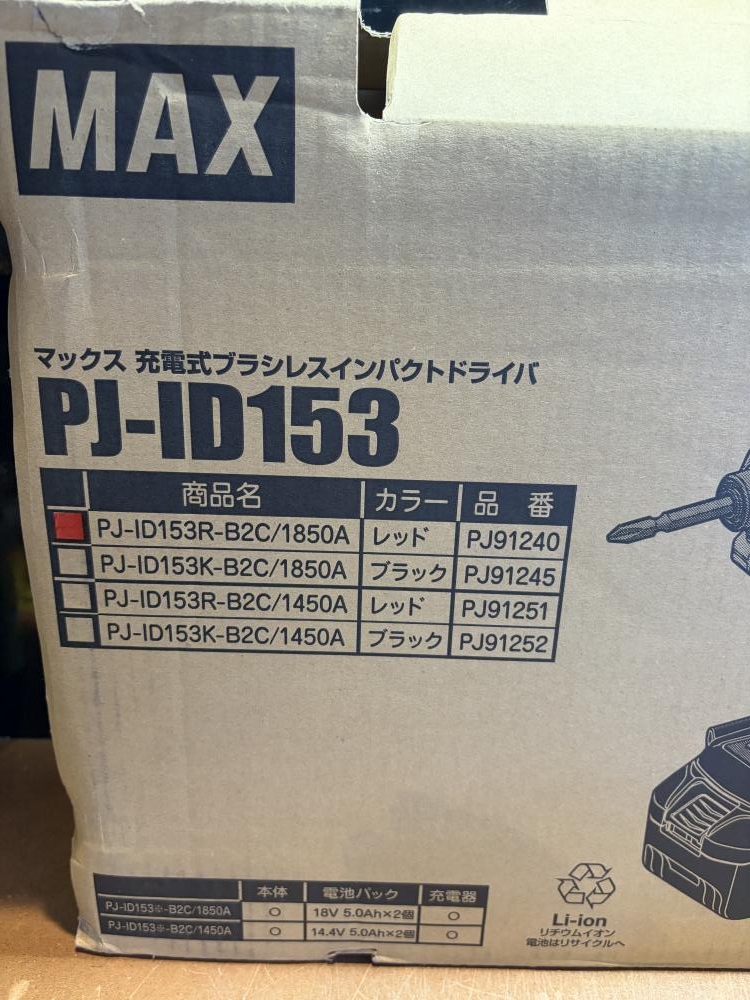 MAX
マックス 充電式ブラシレスインパクトドライバ
PJ-ID153
商品名 カラー 品 番
PJ-ID153R-B2C/1850A レッド PJ91240
PJ-ID153K-B2C/1850A ブラック PJ91245
PJ-ID153R-B2C/1450A レッド PJ91251
PJ-ID153K-B2C/1450A ブラック PJ91252
本体 電池パック 充電器
PJ-ID153※-B2C/1850A ○ 18V 5.0Ah×2個 ○
PJ-ID153※-B2C/1450A ○ 14.4V 5.0Ah×2個 ○
Li-ion
リチウムイオン
電池はリサイクルへ